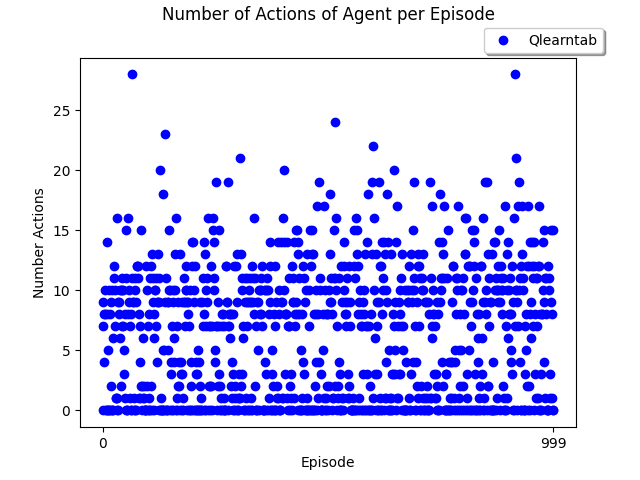 Number of Actions of Agent per Episode
Qlearntab
25
20
15
10
5
0
Number Actions
0 999
Episode